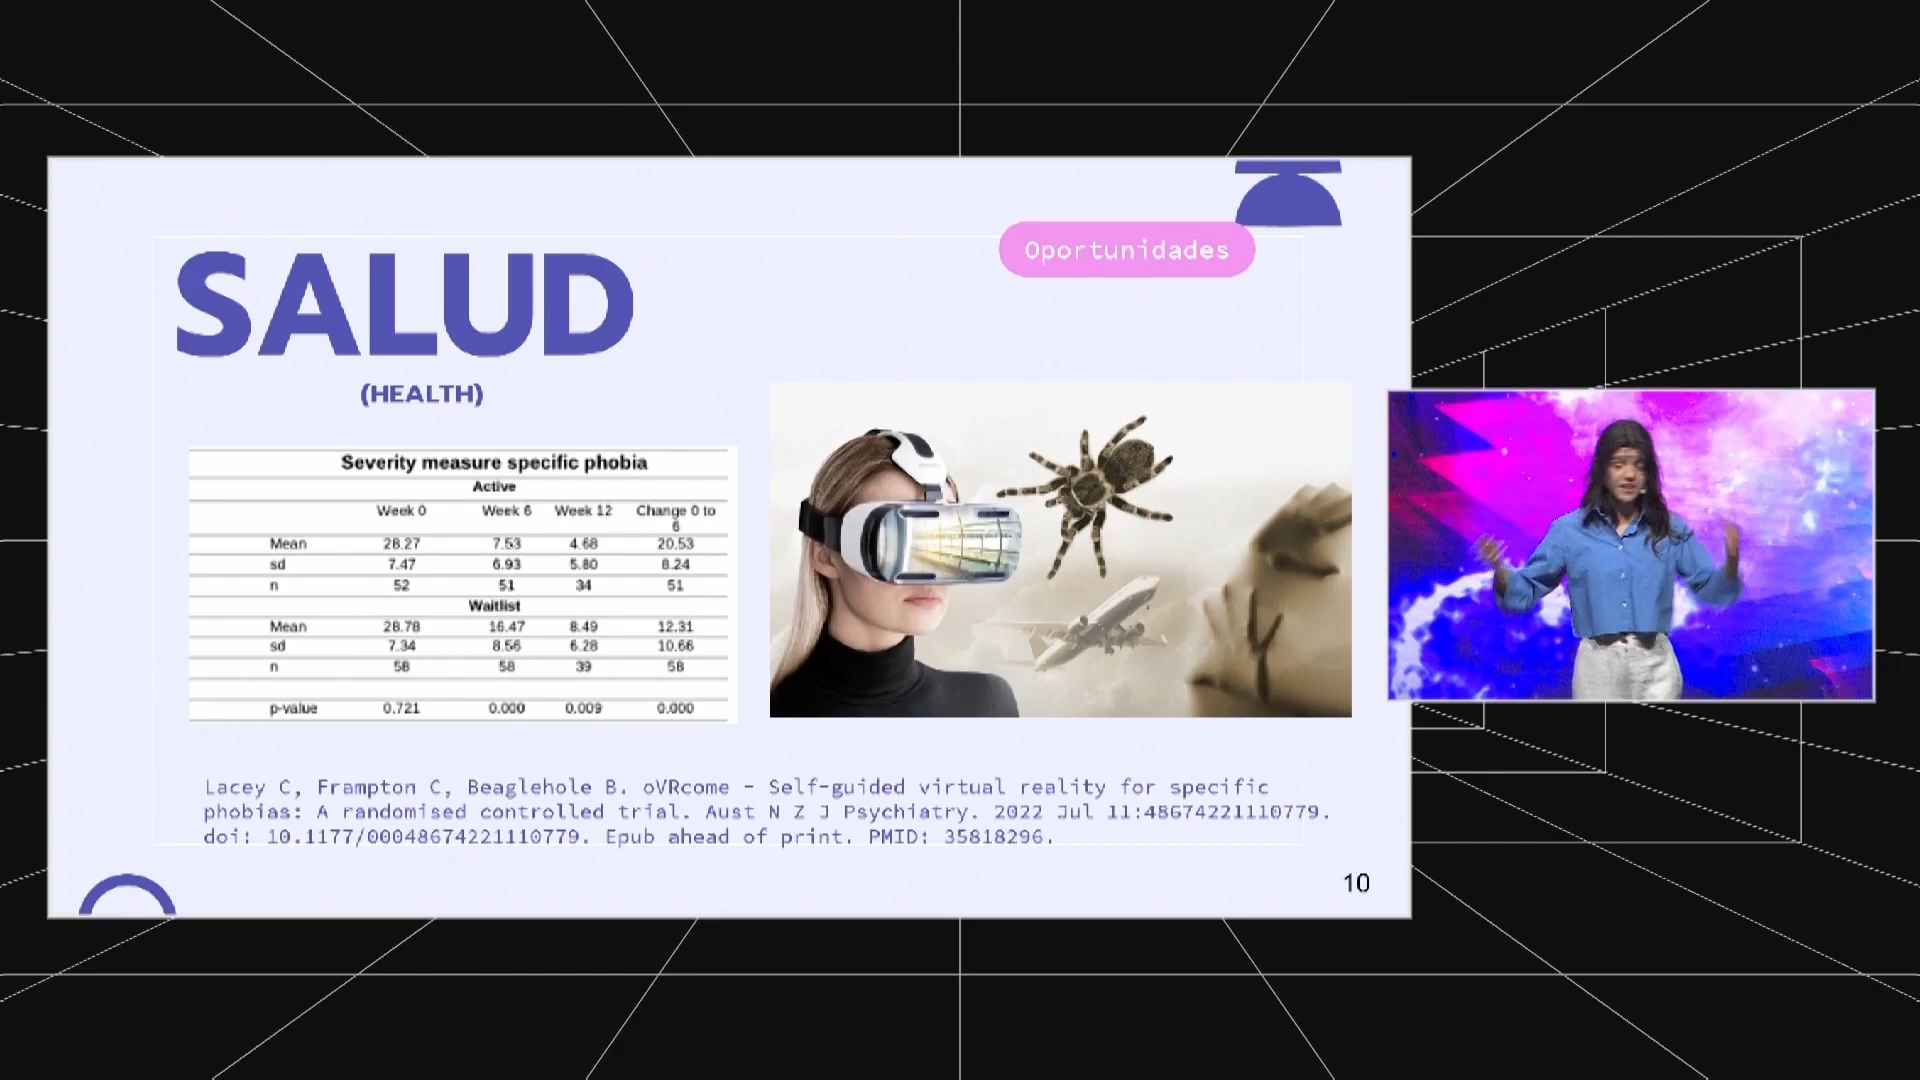 Oportunidades
SALUD
(HEALTH)
Severity measure specific phobia
Active
Week 0 Week 6 Week 12 Change 0 to 6
Mean 28.27 7.53 4.68 20.53
sd 7.47 6.93 5.80 8.24
n 52 51 34 51
Waitlist
Mean 28.78 16.47 8.49 12.31
sd 7.34 8.56 6.28 10.66
n 58 58 39 58
p-value 0.721 0.000 0.009 0.000
Lacey C, Frampton C, Beaglehole B. oVRcome - Self-guided virtual reality for specific
phobias: A randomised controlled trial. Aust N Z J Psychiatry. 2022 Jul 11:48674221110779.
doi: 10.1177/00048674221110779. Epub ahead of print. PMID: 35818296.
10